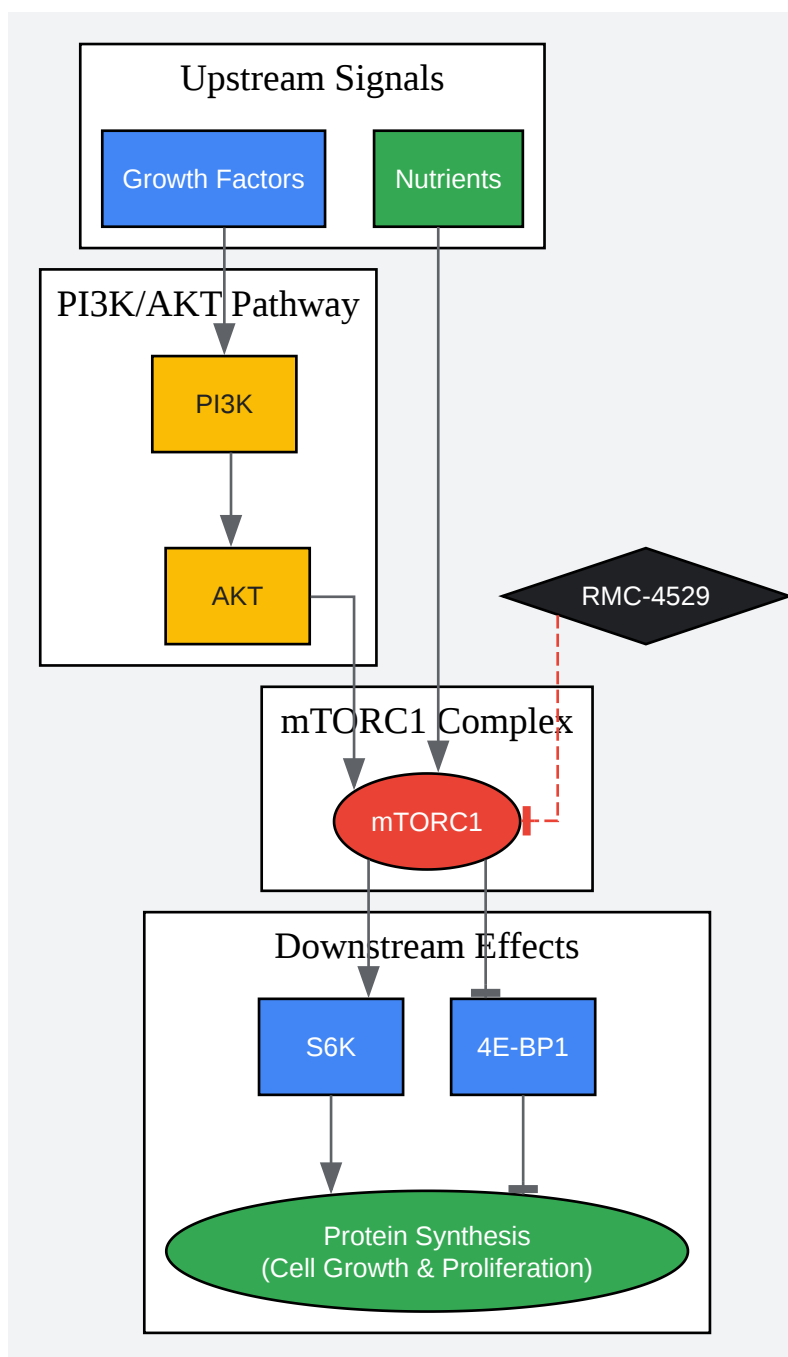 Upstream Signals
Growth Factors
Nutrients
PI3K/AKT Pathway
PI3K
AKT
RMC-4529
mTORC1 Complex
mTORC1
Downstream Effects
S6K
4E-BP1
Protein Synthesis
(Cell Growth & Proliferation)